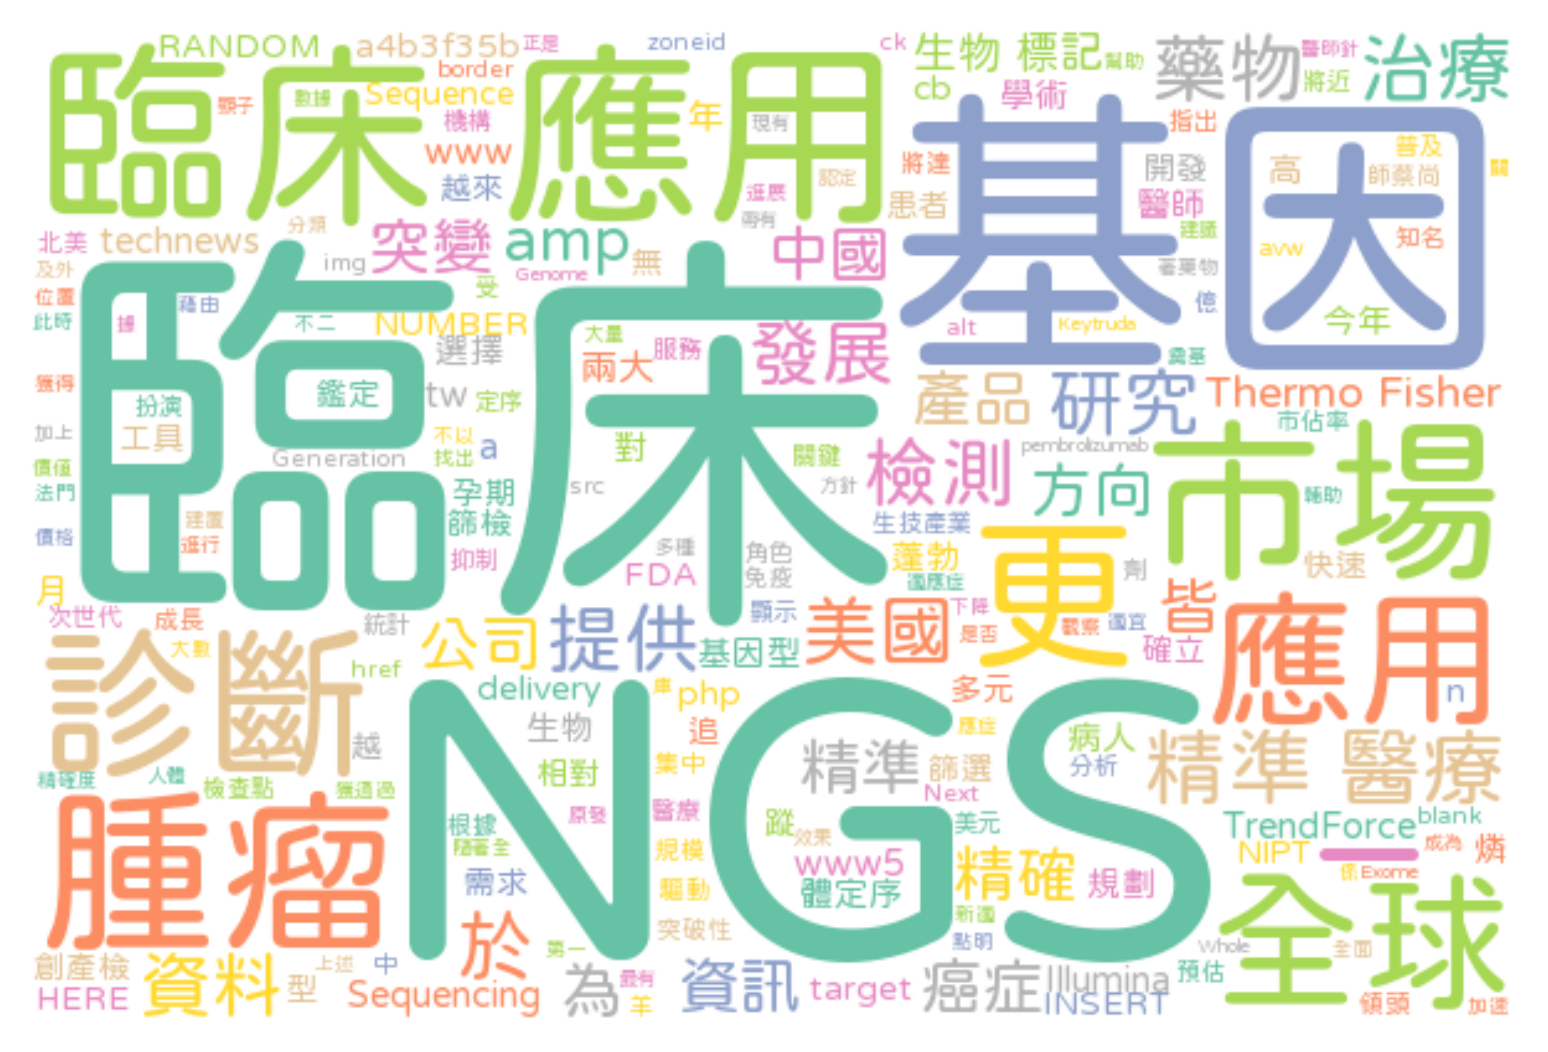 RANDOM a4b3f35b 正是 zoneid ck 生物 標記 幫助 藥物 醫師針 治療
臨床 應用 顯子 數據 border Sequence 年 現有 cb 學術 將近
機構 www 越來 進展 認定 帶有 將達 指出 開發 高 普及 師蔡尚
基因 患者 醫師 知名 avw 億 今年
北美 technews 分類 突變 amp 無 中國
及外 img Genome 受 著藥物
位置 藉由 NUMBER 大量 alt Keytruda 奠基
此時 據 不二 選擇 兩大 服務 發展
臨床
獲得 扮演 鑑定 tw 定序 產品 研究 Thermo Fisher
加上 工具 不以 找出 a 對 關鍵 市佔率
價值 Generation 檢測 pembrolizumab 市場
法門 孕期 src 方針 方向 輔助
價格 建置 進行 篩檢 抑制 多種 角色 生技產業
月 FDA 免疫 蓬勃 適應症 更 劑 快速
次世代 成長 統計 公司 提供 顯示 基因型 美國 下降 是否 觀察 適宜 確立 皆 應用
診斷 大數 href delivery 庫 php 多元 n
越 生物 追 應症 病人
精確度 人體 檢查點 獲通過 相對 集中 精準 篩選 分析 精準 醫療
NGS
腫瘤 根據 原發 醫療 Next 美元 TrendForce blank
隨著全 規模 蹤 效果 www5 精確 規劃 NIPT 成為 燐
需求 驅動 體定序 係 Exome
於 突破性 新適 點明 Whole 全面 全球
創產檢 資料 上述 中 第一 最有 預估
HERE 型 Sequencing 為 羊 資訊 target 癌症 Illumina INSERT 領頭 加速